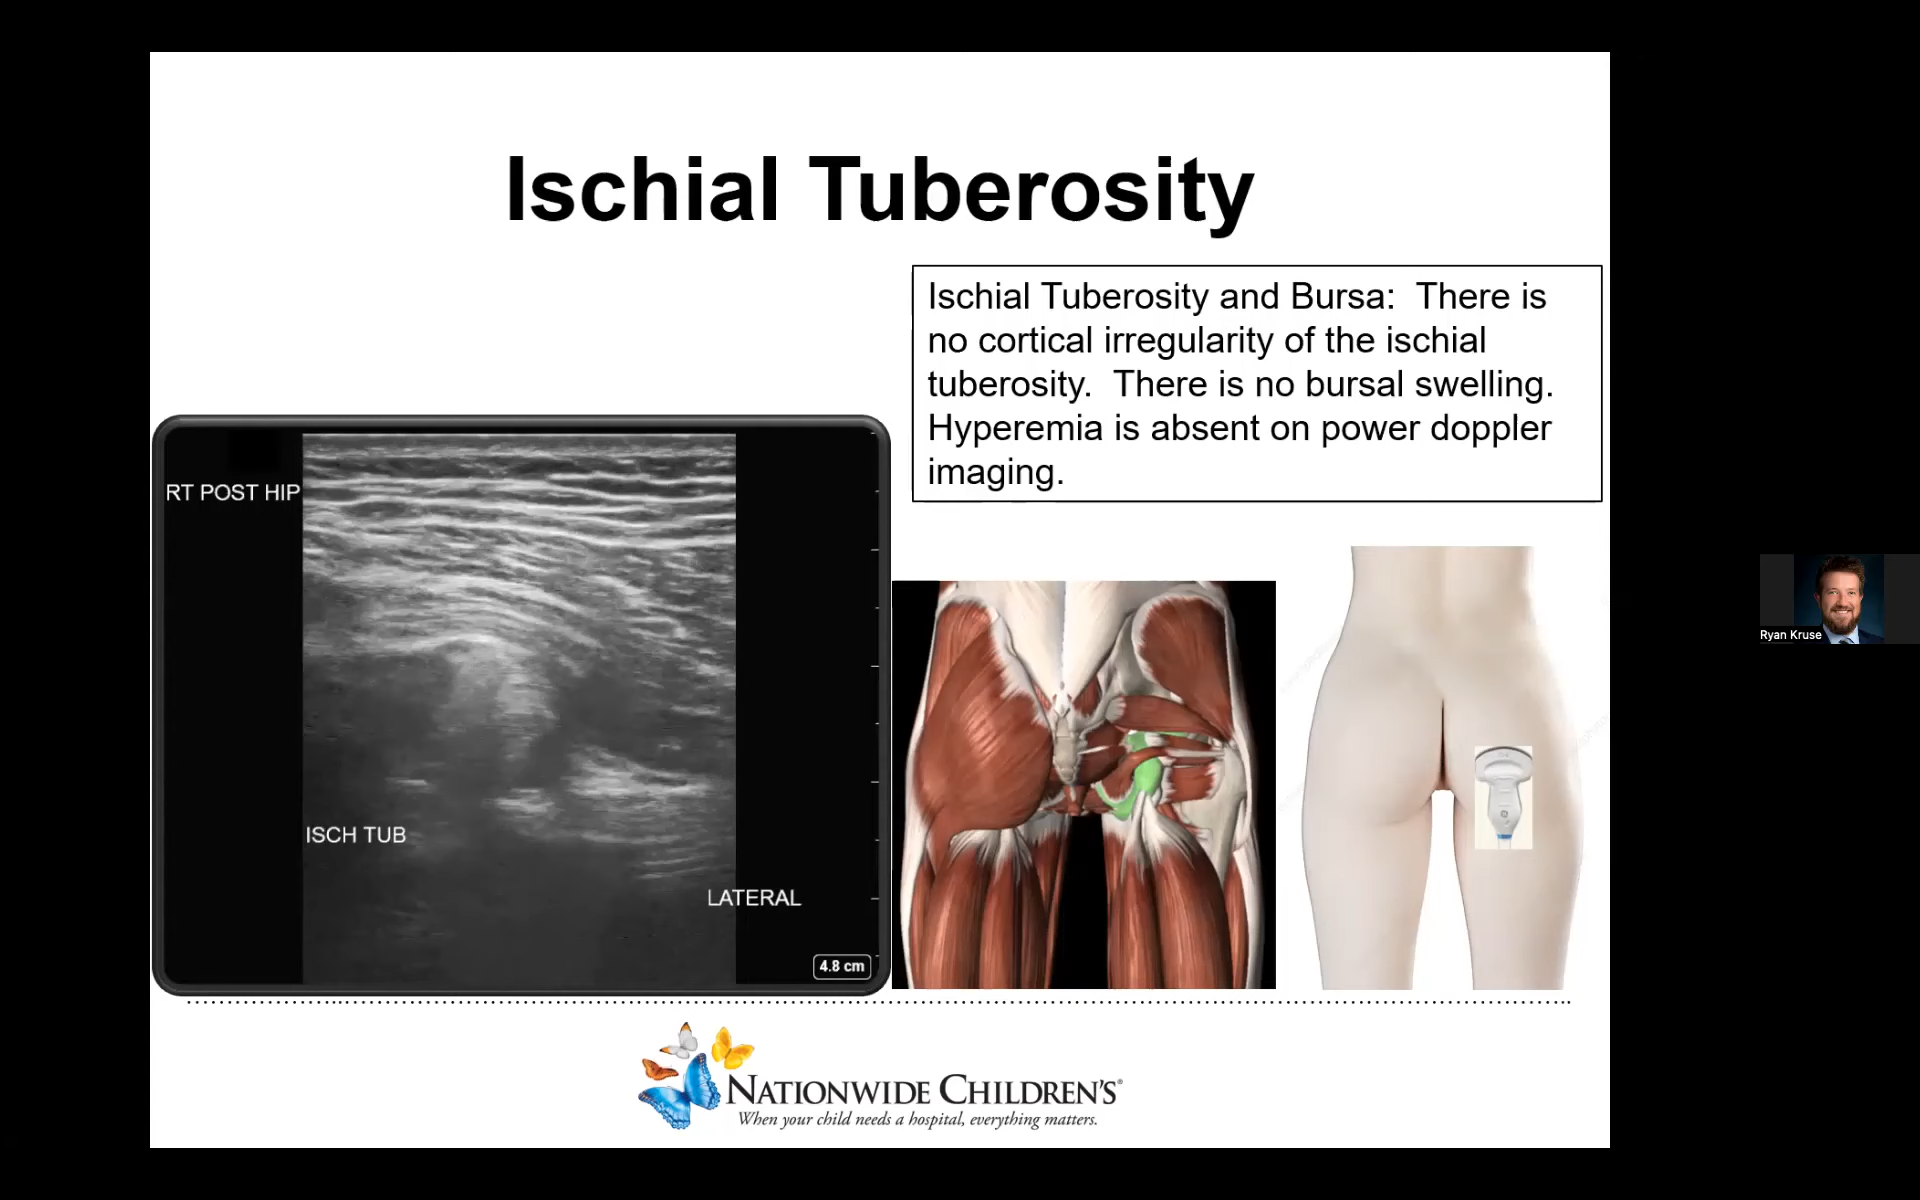 Ischial Tuberosity
Ischial Tuberosity and Bursa: There is
no cortical irregularity of the ischial
tuberosity. There is no bursal swelling.
Hyperemia is absent on power doppler
imaging.
RT POST HIP
ISCH TUB
LATERAL
4.8 cm
Ryan Kruse
NATIONWIDE CHILDREN'S®
When your child needs a hospital, everything matters.